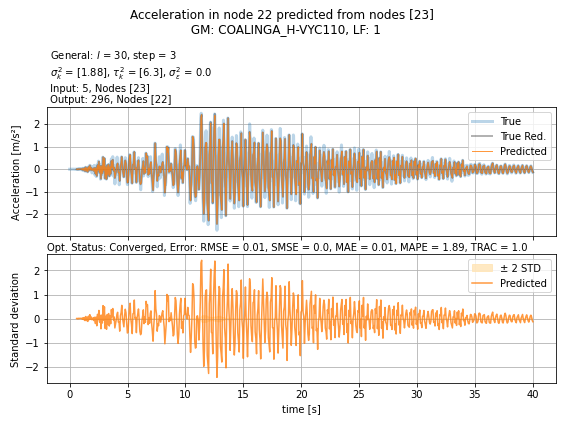 Acceleration in node 22 predicted from nodes [23]
GM: COALINGA_H-VYC110, LF: 1
General: l = 30, step = 3
σ²ₖ = [1.88], τ²ₖ = [6.3], σ²ε = 0.0
Input: 5, Nodes [23]
Output: 296, Nodes [22]
Acceleration [m/s²]
2
1
0
−1
−2
True
True Red.
Predicted
Opt. Status: Converged, Error: RMSE = 0.01, SMSE = 0.0, MAE = 0.01, MAPE = 1.89, TRAC = 1.0
Standard deviation
2
1
0
−1
−2
± 2 STD
Predicted
0 5 10 15 20 25 30 35 40
time [s]